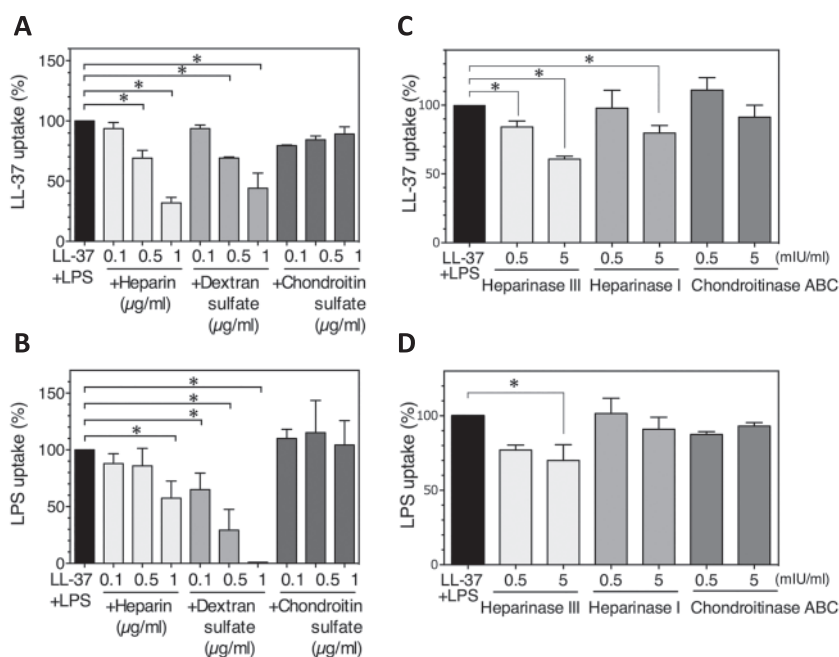 A
LL-37 uptake (%)
150
100
50
0
*
*
*
LL-37
+LPS
0.1 0.5 1 0.1 0.5 1 0.1 0.5 1
+Heparin
(µg/ml)
+Dextran
sulfate
(µg/ml)
+Chondroitin
sulfate
(µg/ml)
B
LPS uptake (%)
150
100
50
0
*
*
*
*
LL-37
+LPS
0.1 0.5 1 0.1 0.5 1 0.1 0.5 1
+Heparin
(µg/ml)
+Dextran
sulfate
(µg/ml)
+Chondroitin
sulfate
(µg/ml)
C
LL-37 uptake (%)
100
50
0
*
*
*
LL-37
+LPS
0.5 5 0.5 5 0.5 5 (mIU/ml)
Heparinase III Heparinase I Chondroitinase ABC
D
LPS uptake (%)
100
50
0
*
LL-37
+LPS
0.5 5 0.5 5 0.5 5 (mIU/ml)
Heparinase III Heparinase I Chondroitinase ABC